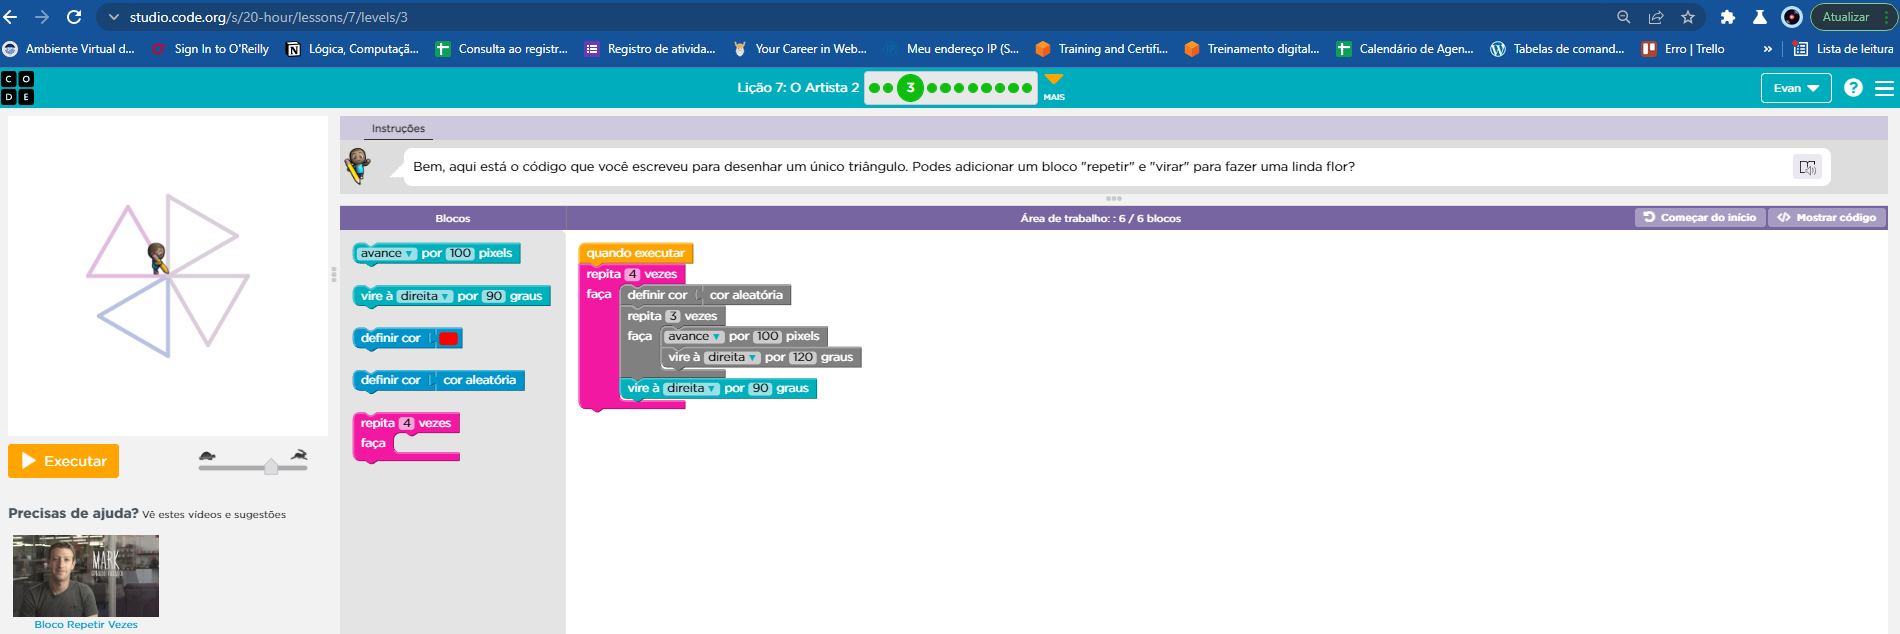 studio.code.org/s/20-hour/lessons/7/levels/3
Atualizar
Ambiente Virtual d...
Sign In to O'Reilly
Lógica, Computaçã...
Consulta ao registr...
Registro de ativida...
Your Career in Web...
Meu endereço IP (S...
Training and Certifi...
Treinamento digital...
Calendário de Agen...
Tabelas de comand...
Erro | Trello
»
Lista de leitura
C O
D E
Lição 7: O Artista 2
3
MAIS
Evan
?
Instruções
Bem, aqui está o código que você escreveu para desenhar um único triângulo. Podes adicionar um bloco "repetir" e "virar" para fazer uma linda flor?
Blocos
Área de trabalho: : 6 / 6 blocos
Começar do início
Mostrar código
avance por 100 pixels
vire à direita por 90 graus
definir cor
definir cor cor aleatória
repita 4 vezes
faça
quando executar
repita 4 vezes
faça
definir cor cor aleatória
repita 3 vezes
faça
avance por 100 pixels
vire à direita por 120 graus
vire à direita por 90 graus
Executar
Precisas de ajuda? Vê estes vídeos e sugestões
MARK
Bloco Repetir Vezes